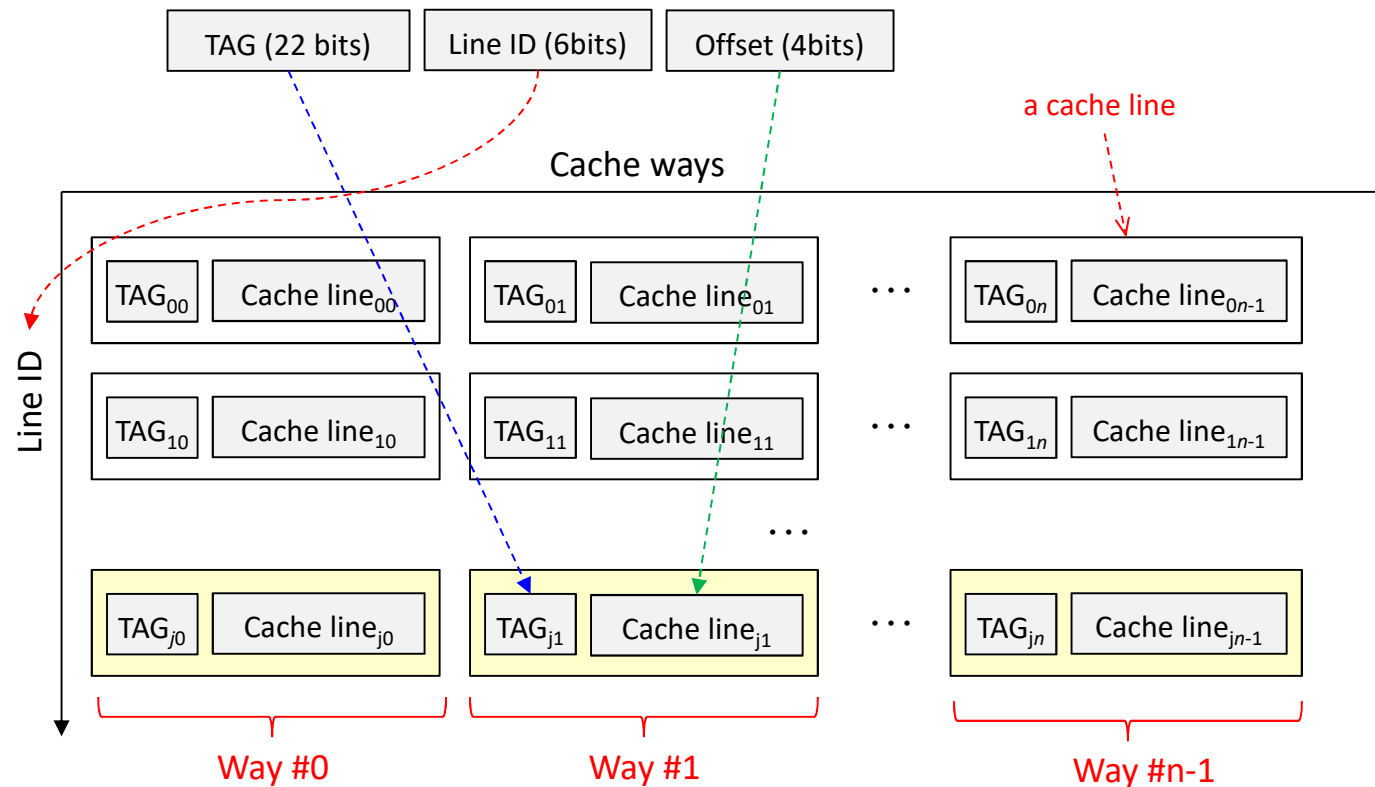 TAG (22 bits) Line ID (6bits) Offset (4bits)
a cache line
Cache ways
Line ID
TAG00 Cache line00 TAG01 Cache line01 ... TAG0n Cache line0n-1
TAG10 Cache line10 TAG11 Cache line11 ... TAG1n Cache line1n-1
...
TAGj0 Cache linej0 TAGj1 Cache linej1 ... TAGjn Cache linejn-1
Way #0 Way #1 Way #n-1